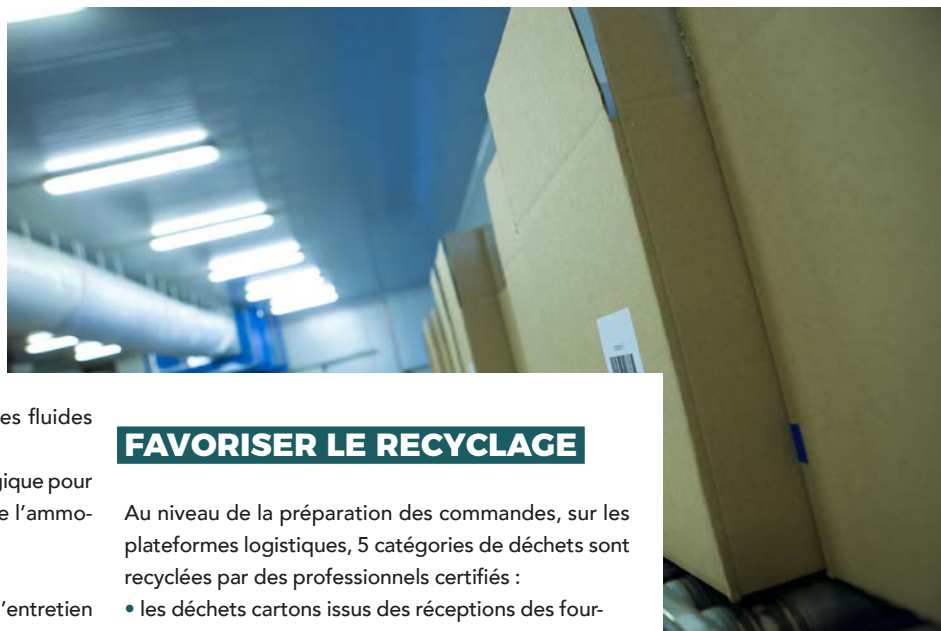 es fluides
gique pour
e l'ammo-
'entretien
FAVORISER LE RECYCLAGE
Au niveau de la préparation des commandes, sur les
plateformes logistiques, 5 catégories de déchets sont
recyclées par des professionnels certifiés :
• les déchets cartons issus des réceptions des four-